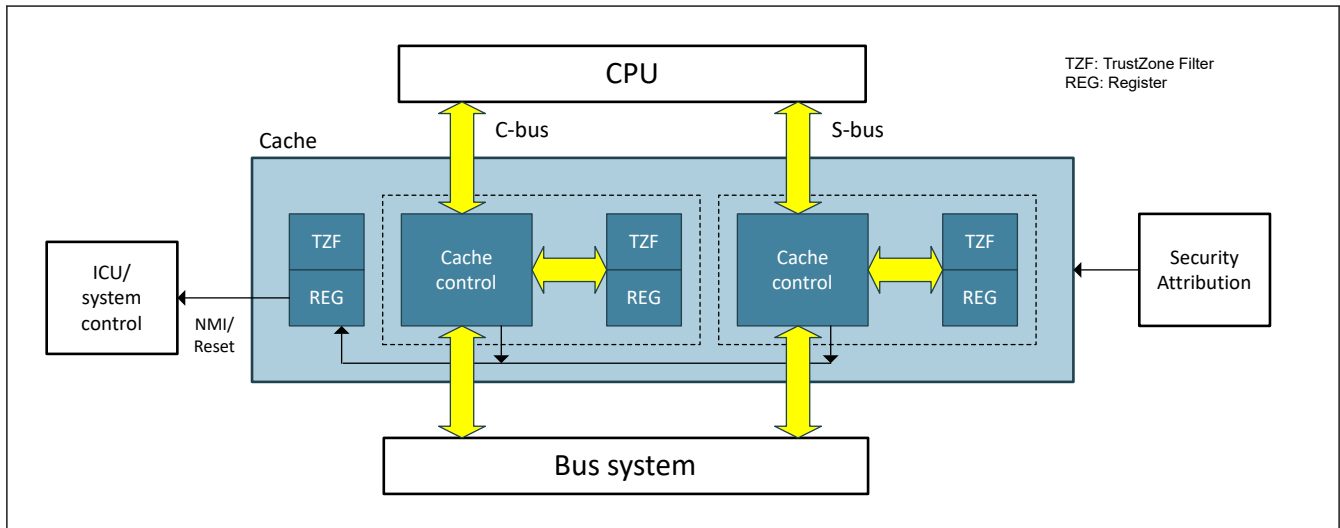 CPU
TZF: TrustZone Filter
REG: Register
C-bus
S-bus
Cache
TZF
REG
Cache
control
TZF
REG
Cache
control
TZF
REG
ICU/
system
control
NMI/
Reset
Security
Attribution
Bus system